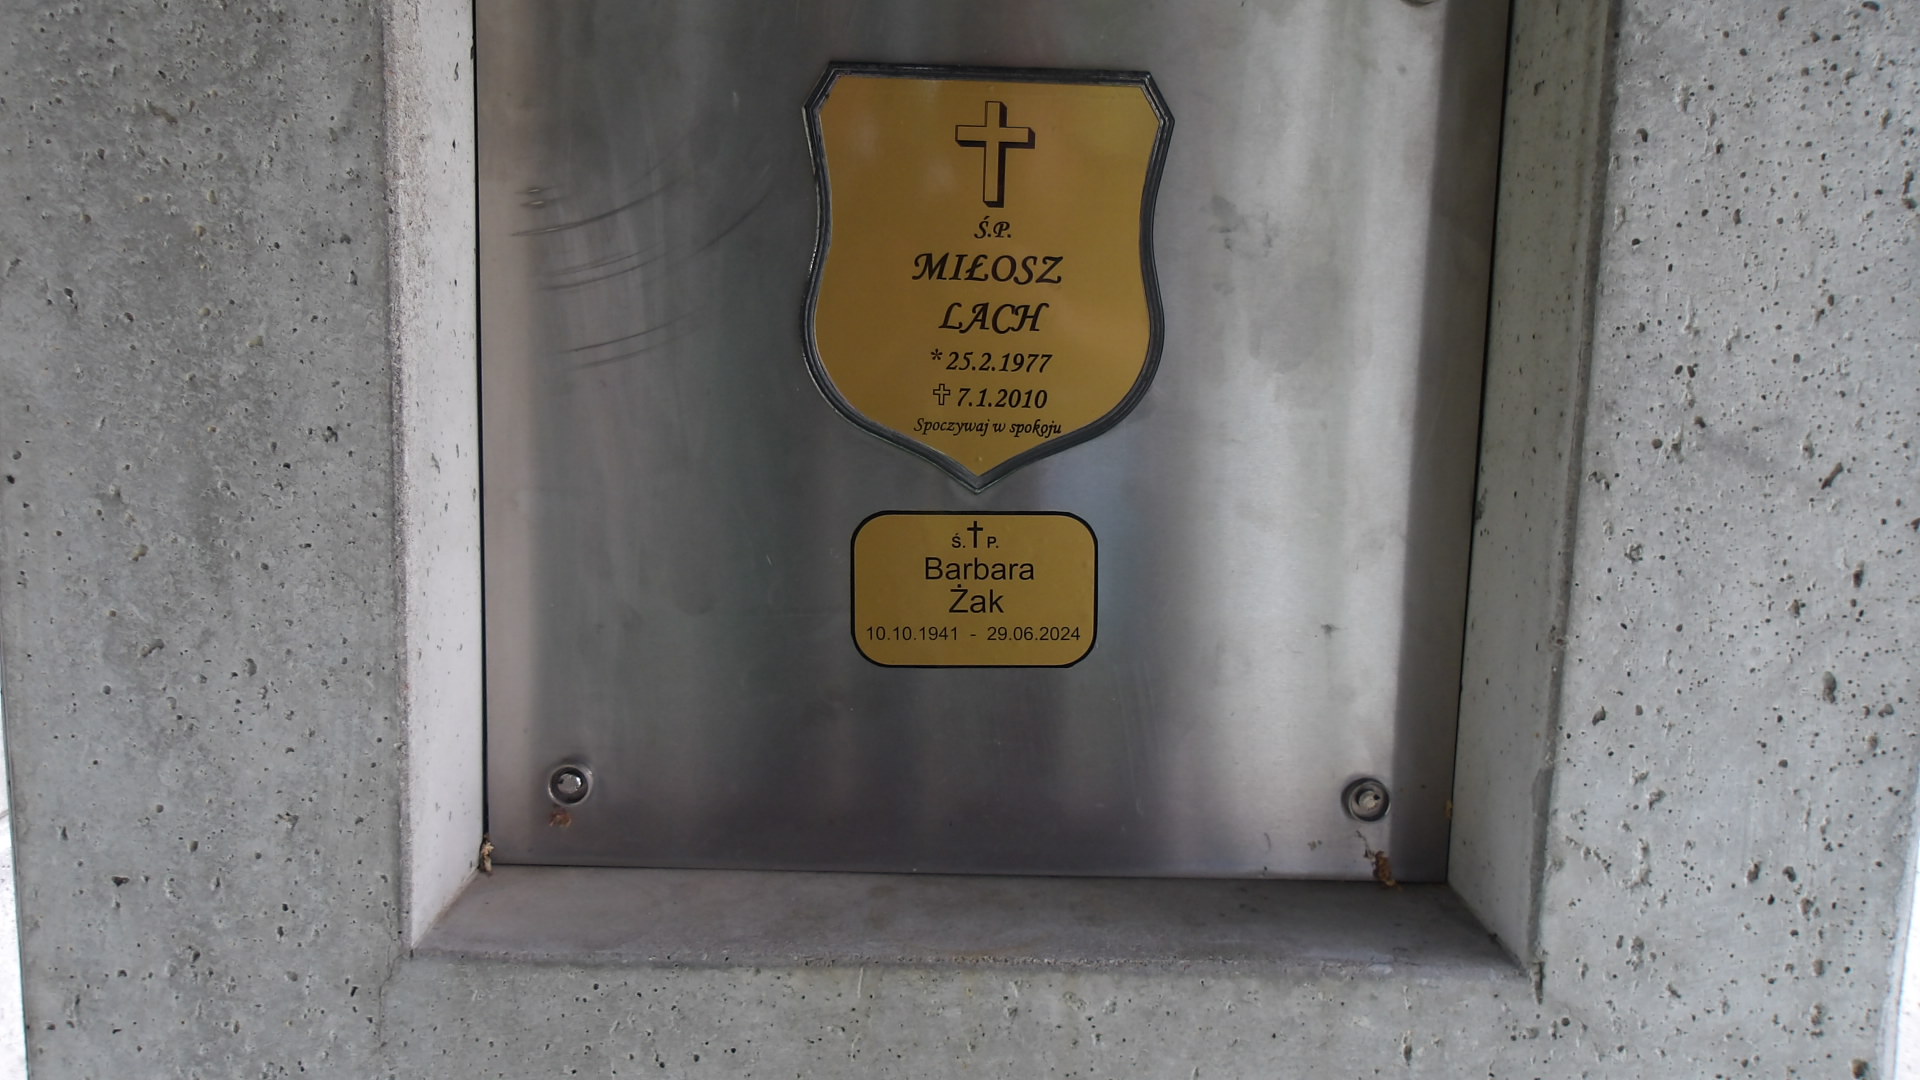 Ś.P.
MIŁOSZ
LACH
* 25.2.1977
✝ 7.1.2010
Spoczywaj w spokoju
Ś. ✝ P.
Barbara
Żak
10.10.1941 - 29.06.2024